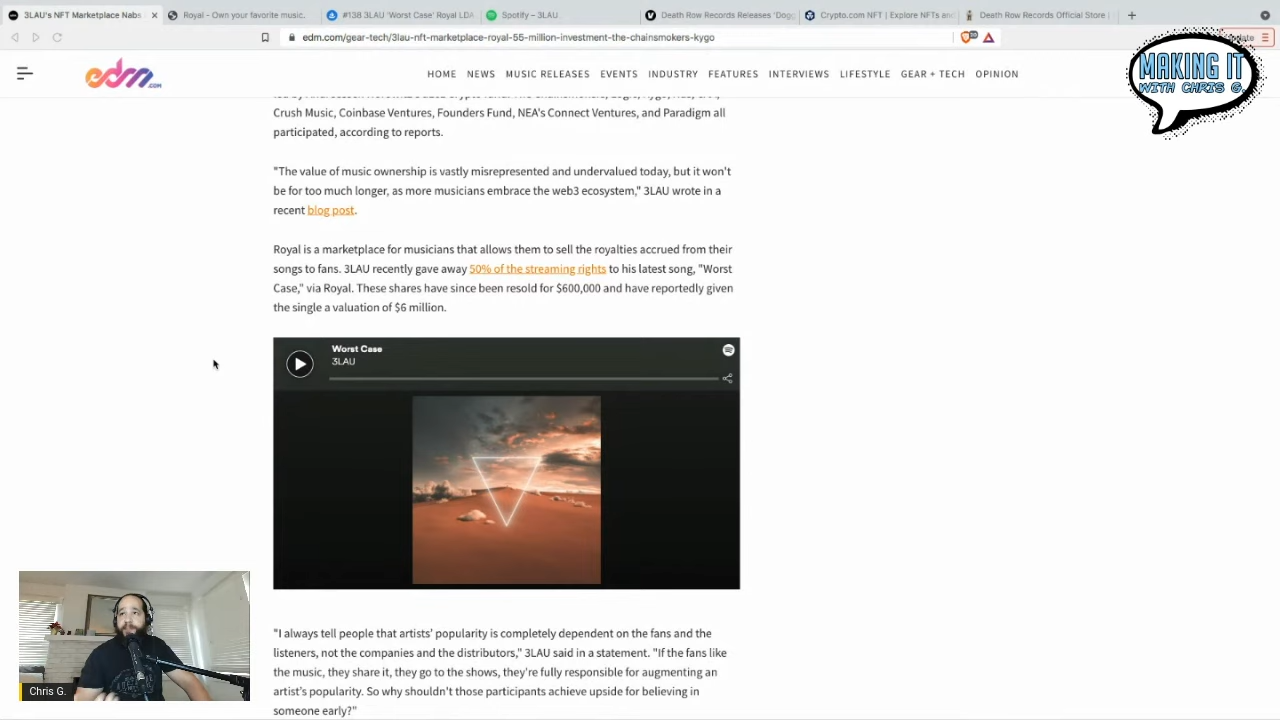 3LAU's NFT Marketplace Nabs
Royal - Own your favorite music.
#138 3LAU 'Worst Case' Royal LDA
Spotify – 3LAU
Death Row Records Releases 'Dogg
Crypto.com NFT | Explore NFTs and
Death Row Records Official Store |
edm.com/gear-tech/3lau-nft-marketplace-royal-55-million-investment-the-chainsmokers-kygo
edm.com
HOME NEWS MUSIC RELEASES EVENTS INDUSTRY FEATURES INTERVIEWS LIFESTYLE GEAR + TECH OPINION
MAKING IT
WITH CHRIS G.
Crush Music, Coinbase Ventures, Founders Fund, NEA's Connect Ventures, and Paradigm all
participated, according to reports.
"The value of music ownership is vastly misrepresented and undervalued today, but it won't
be for too much longer, as more musicians embrace the web3 ecosystem," 3LAU wrote in a
recent blog post.
Royal is a marketplace for musicians that allows them to sell the royalties accrued from their
songs to fans. 3LAU recently gave away 50% of the streaming rights to his latest song, "Worst
Case," via Royal. These shares have since been resold for $600,000 and have reportedly given
the single a valuation of $6 million.
Worst Case
3LAU
"I always tell people that artists' popularity is completely dependent on the fans and the
listeners, not the companies and the distributors," 3LAU said in a statement. "If the fans like
the music, they share it, they go to the shows, they're fully responsible for augmenting an
artist's popularity. So why shouldn't those participants achieve upside for believing in
someone early?"
Chris G.